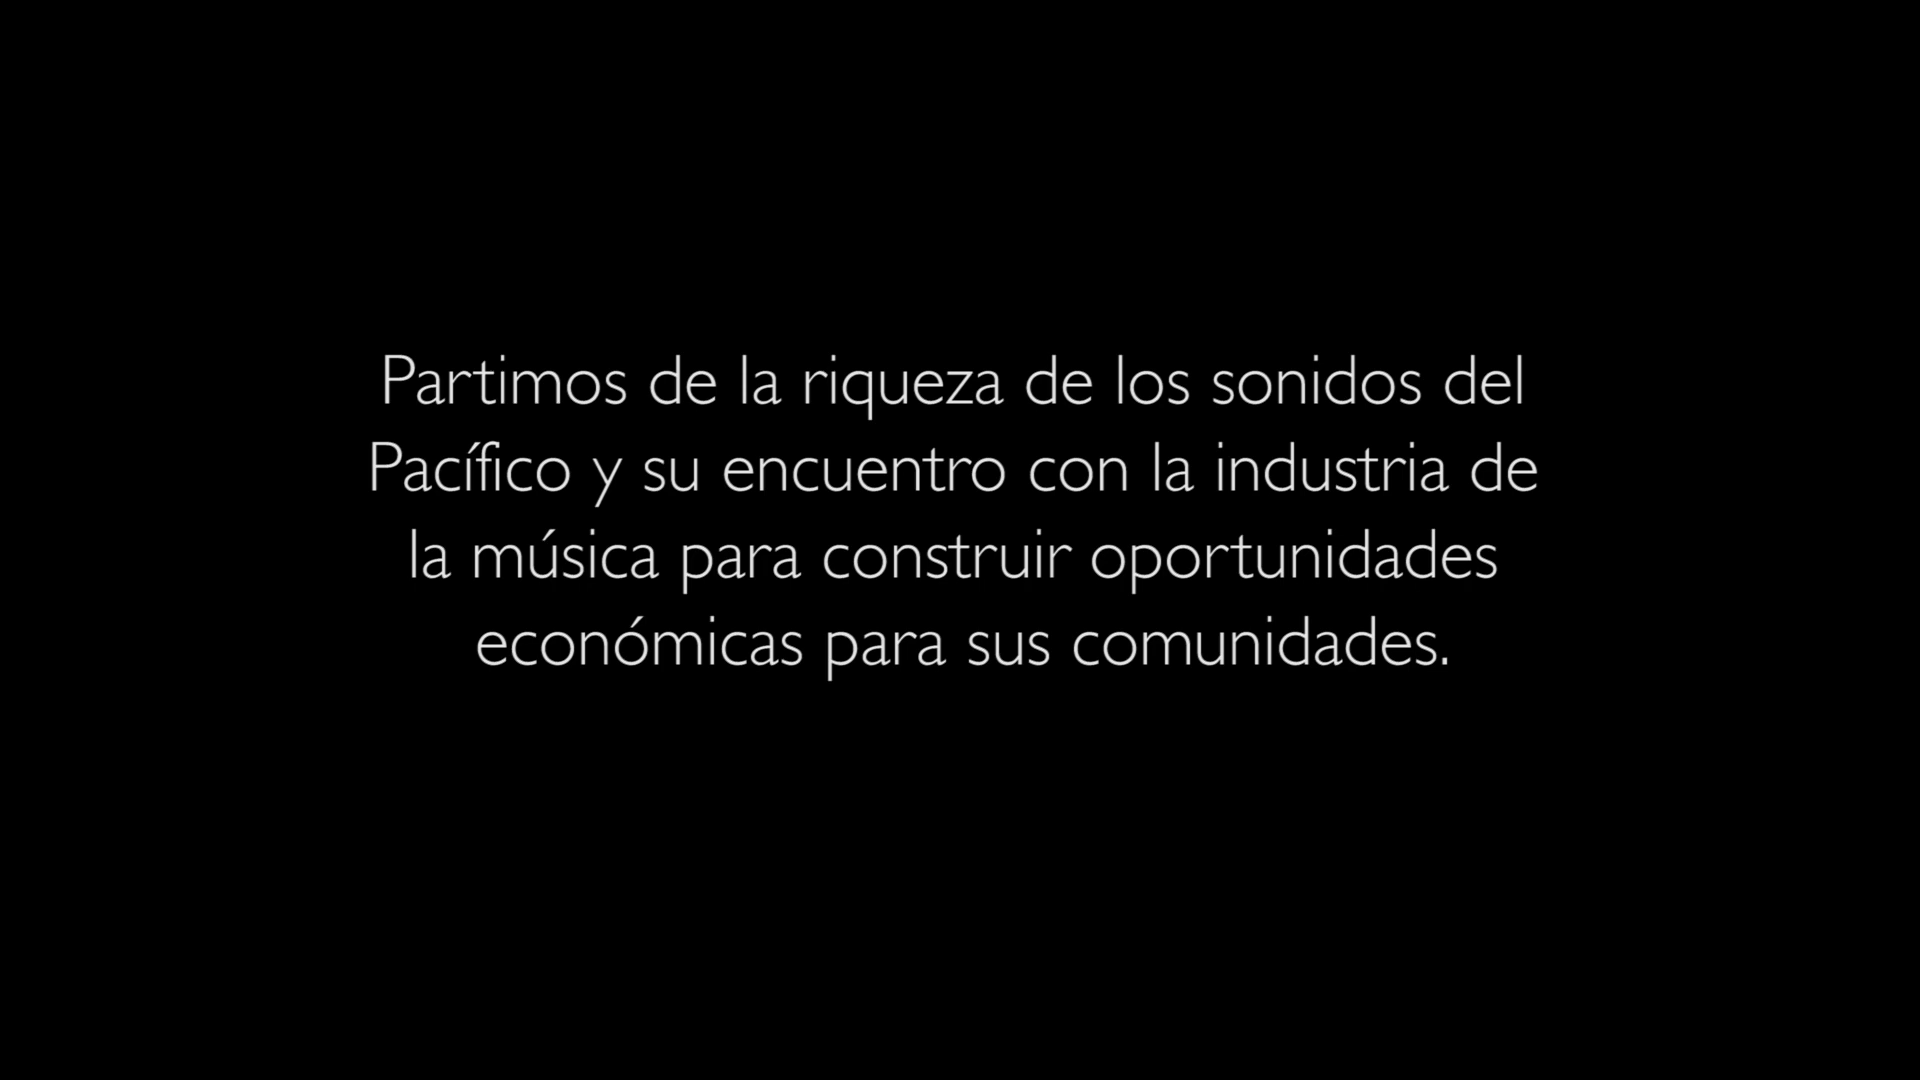 Partimos de la riqueza de los sonidos del
Pacífico y su encuentro con la industria de
la música para construir oportunidades
económicas para sus comunidades.